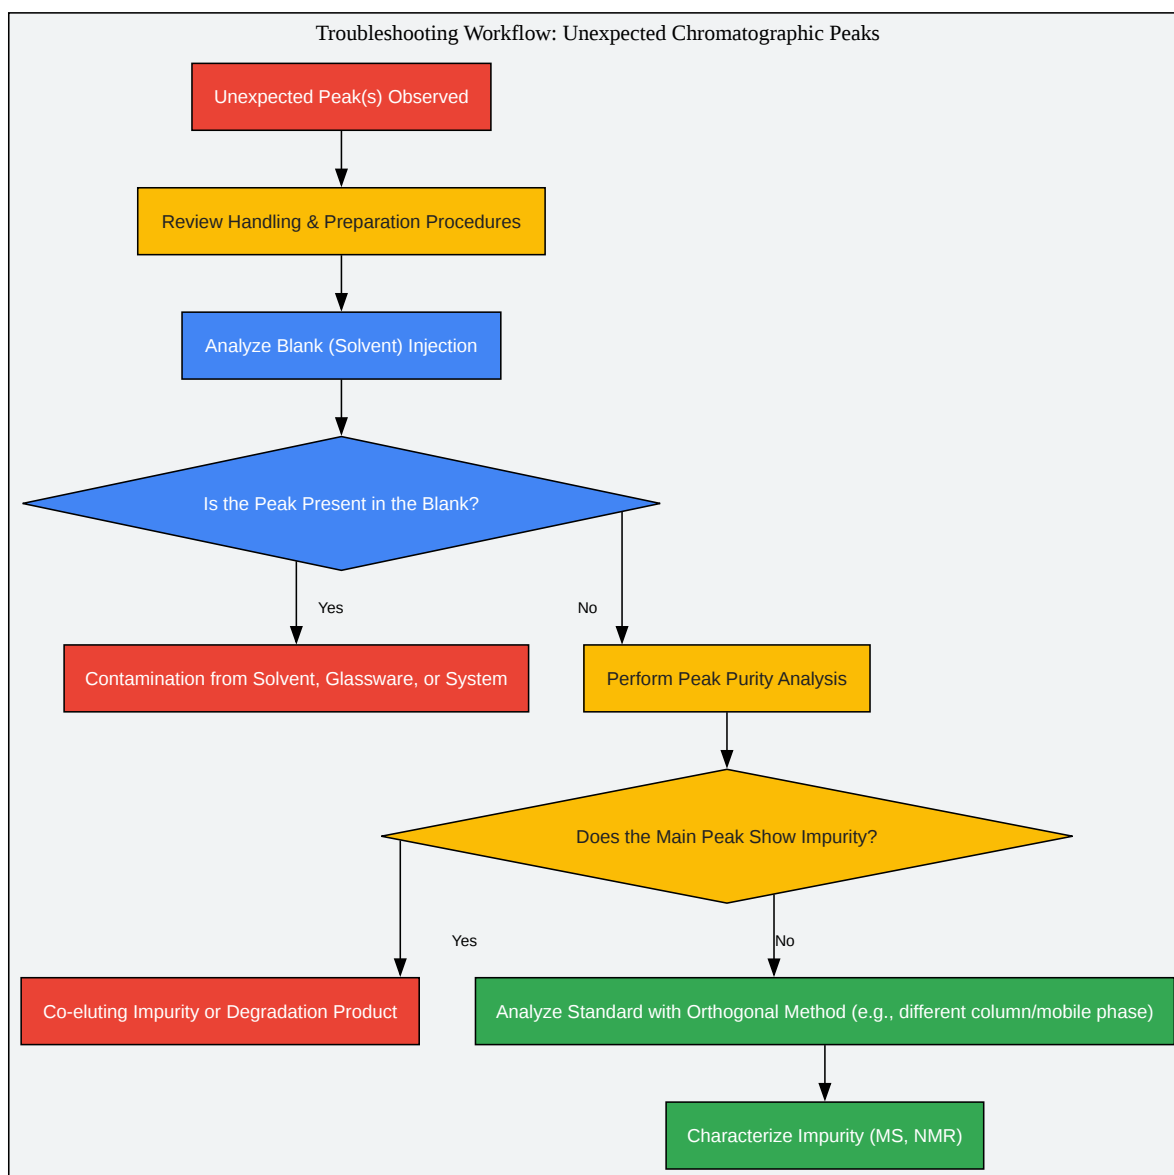 Troubleshooting Workflow: Unexpected Chromatographic Peaks
Unexpected Peak(s) Observed
Review Handling & Preparation Procedures
Analyze Blank (Solvent) Injection
Is the Peak Present in the Blank?
Yes
No
Contamination from Solvent, Glassware, or System
Perform Peak Purity Analysis
Does the Main Peak Show Impurity?
Yes
No
Co-eluting Impurity or Degradation Product
Analyze Standard with Orthogonal Method (e.g., different column/mobile phase)
Characterize Impurity (MS, NMR)